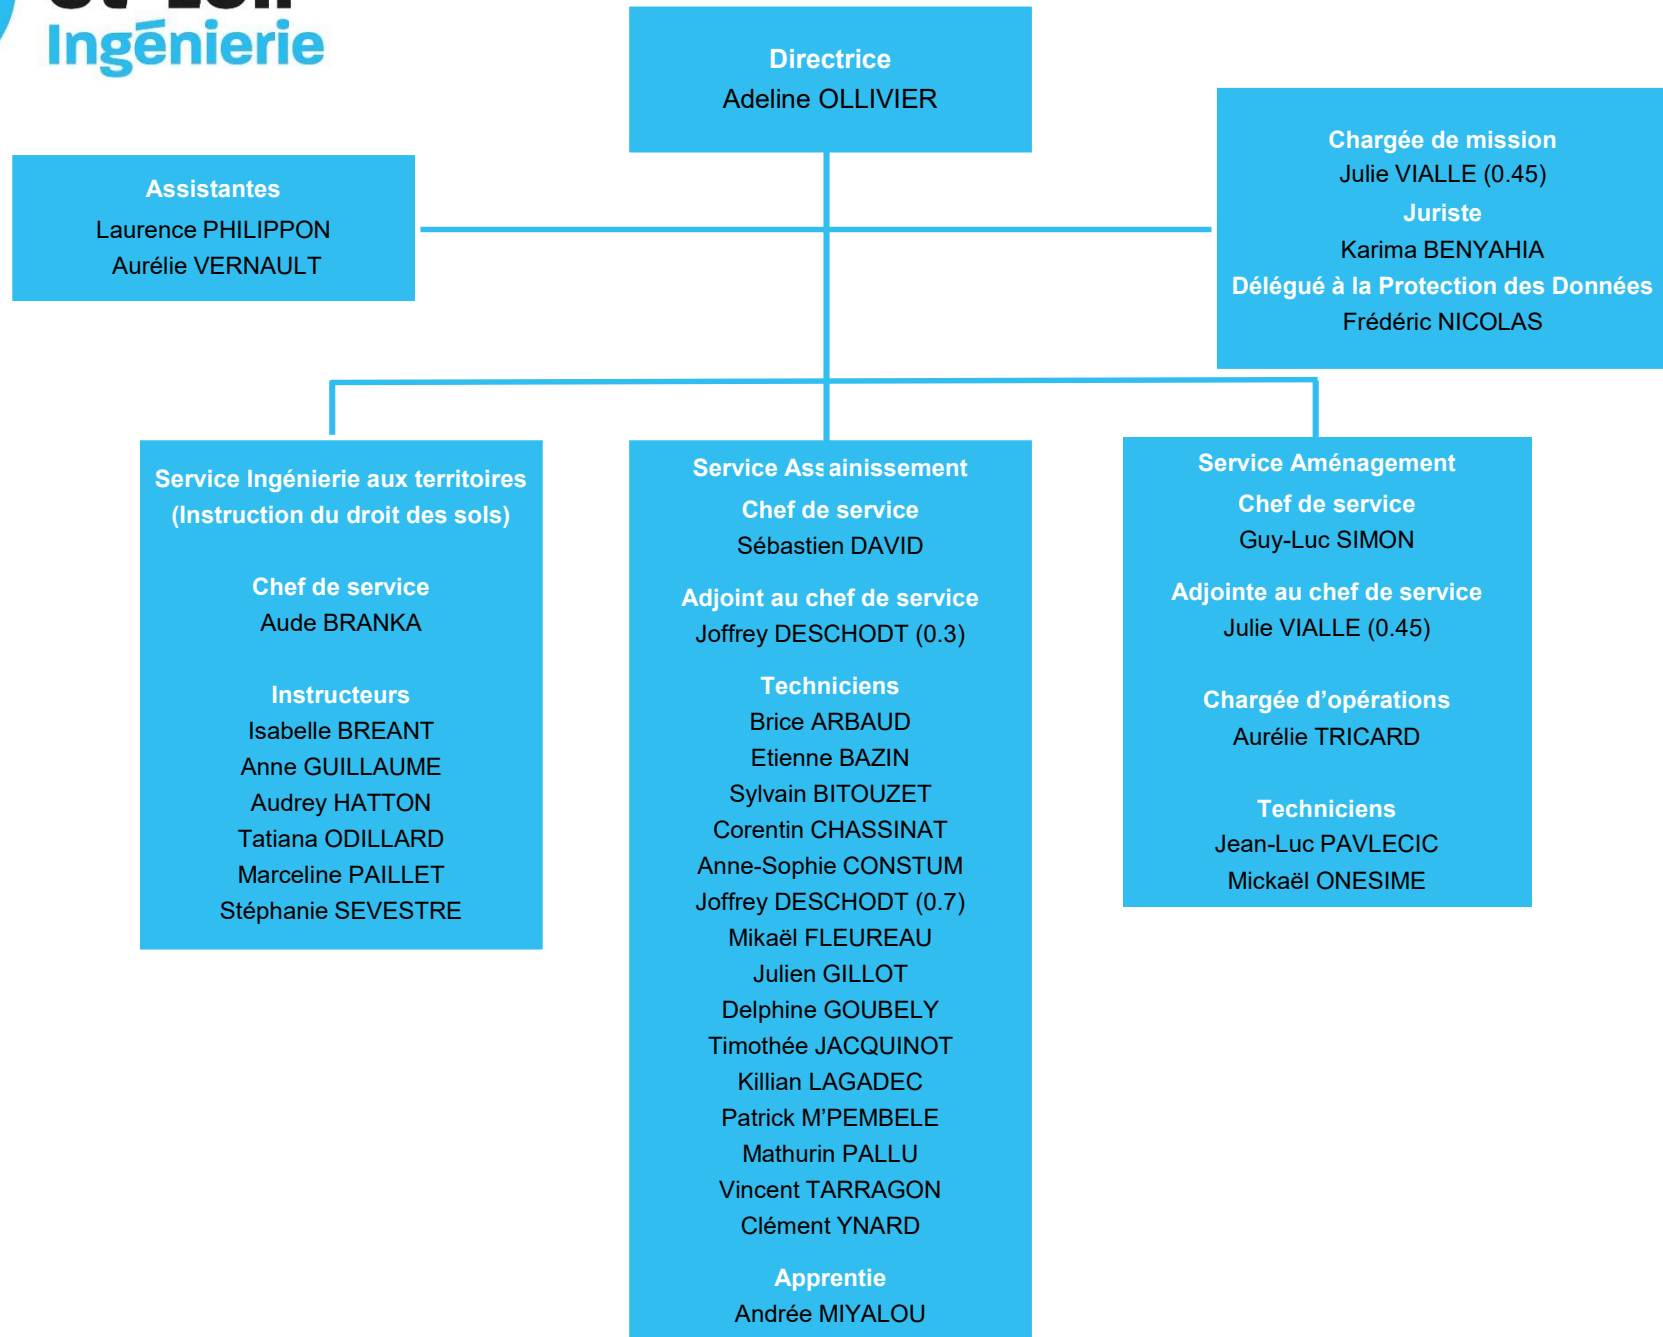 Ingénierie
Directrice
Adeline OLLIVIER
Assistantes
Laurence PHILIPPON
Aurélie VERNAULT
Chargée de mission
Julie VIALLE (0.45)
Juriste
Karima BENYAHIA
Délégué à la Protection des Données
Frédéric NICOLAS
Service Ingénierie aux territoires
(Instruction du droit des sols)
Chef de service
Aude BRANKA
Instructeurs
Isabelle BREANT
Anne GUILLAUME
Audrey HATTON
Tatiana ODILLARD
Marceline PAILLET
Stéphanie SEVESTRE
Service Assainissement
Chef de service
Sébastien DAVID
Adjoint au chef de service
Joffrey DESCHODT (0.3)
Techniciens
Brice ARBAUD
Etienne BAZIN
Sylvain BITOUZET
Corentin CHASSINAT
Anne-Sophie CONSTUM
Joffrey DESCHODT (0.7)
Mikaël FLEUREAU
Julien GILLOT
Delphine GOUBELY
Timothée JACQUINOT
Killian LAGADEC
Patrick M’PEMBELE
Mathurin PALLU
Vincent TARRAGON
Clément YNARD
Apprentie
Andrée MIYALOU
Service Aménagement
Chef de service
Guy-Luc SIMON
Adjointe au chef de service
Julie VIALLE (0.45)
Chargée d’opérations
Aurélie TRICARD
Techniciens
Jean-Luc PAVLECIC
Mickaël ONESIME